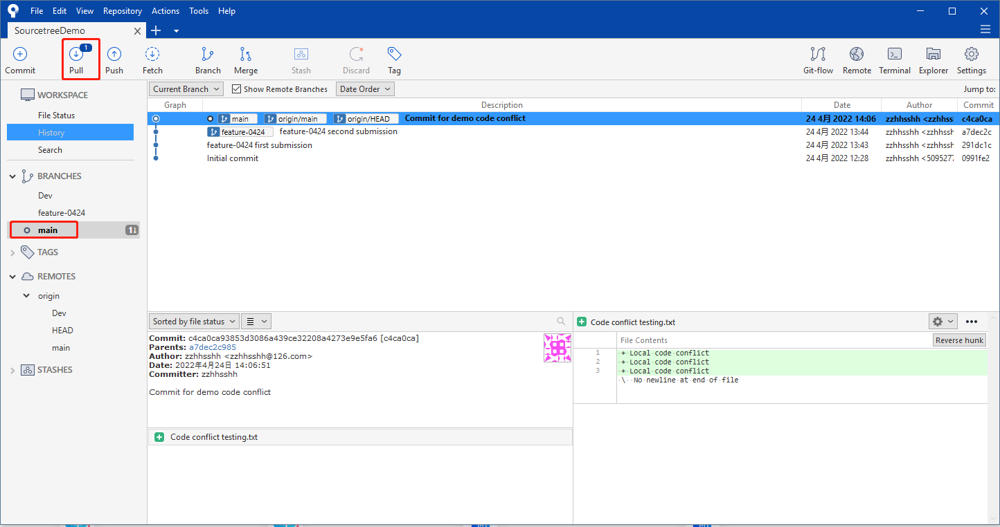 File Edit View Repository Actions Tools Help
SourcetreeDemo
1
Commit Pull Push Fetch Branch Merge Stash Discard Tag Git-flow Remote Terminal Explorer Settings
WORKSPACE
File Status
History
Search
BRANCHES
Dev
feature-0424
main 1↓
TAGS
REMOTES
origin
Dev
HEAD
main
STASHES
Current Branch Show Remote Branches Date Order Jump to:
Graph Description Date Author Commit
main origin/main origin/HEAD Commit for demo code conflict 24 4月 2022 14:06 zzhhsshh <zzhhssh c4ca0ca
feature-0424 feature-0424 second submission 24 4月 2022 13:44 zzhhsshh <zzhhssh a7dec2c
feature-0424 first submission 24 4月 2022 13:43 zzhhsshh <zzhhssh 291dc1c
Initial commit 24 4月 2022 12:28 zzhhsshh <509527 0991fe2
Sorted by file status
Commit: c4ca0ca93853d3086a439ce32208a4273e9e5fa6 [c4ca0ca]
Parents: a7dec2c985
Author: zzhhsshh <zzhhsshh@126.com>
Date: 2022年4月24日 14:06:51
Committer: zzhhsshh
Commit for demo code conflict
Code conflict testing.txt
Code conflict testing.txt
File Contents Reverse hunk
1 + Local code conflict
2 + Local code conflict
3 + Local code conflict
\ No newline at end of file